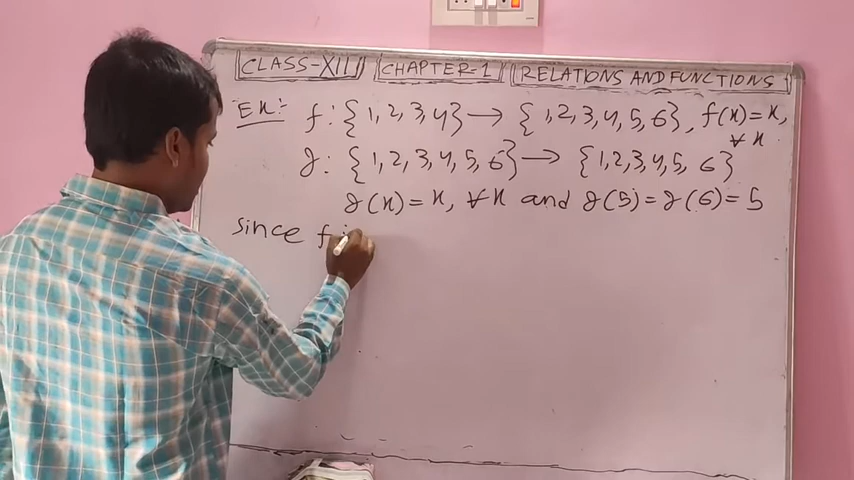 CLASS-XII CHAPTER-1 RELATIONS AND FUNCTIONS
EX:- f: {1,2,3,4} → {1,2,3,4,5,6}, f(x)=x,
∀x
g: {1,2,3,4,5,6} → {1,2,3,4,5,6}
g(x)=x, ∀x and g(5)=g(6)=5
since f